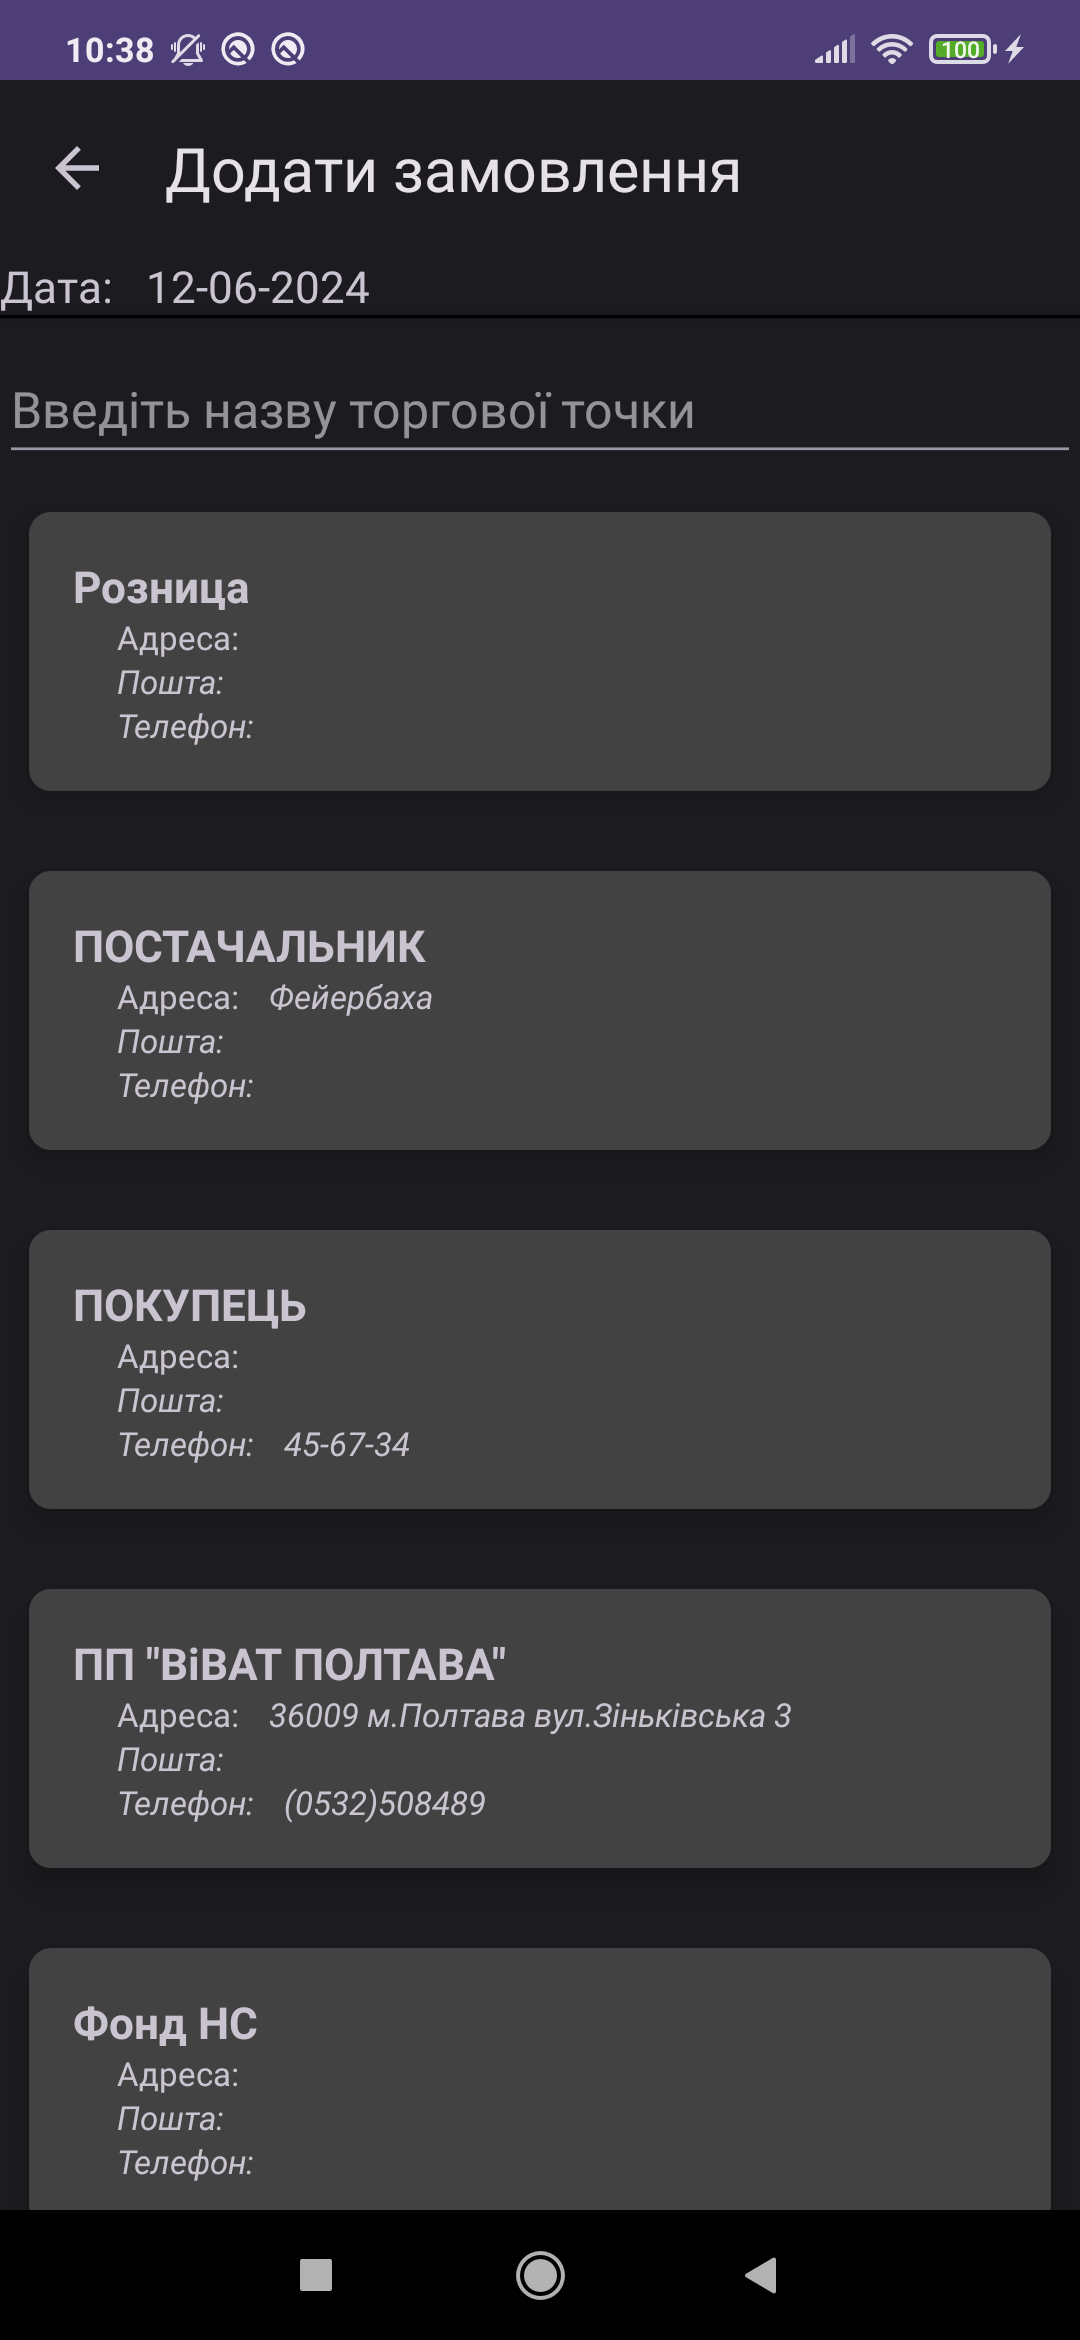 10:38
100
Додати замовлення
Дата: 12-06-2024
Введіть назву торгової точки
Розница
Адреса:
Пошта:
Телефон:
ПОСТАЧАЛЬНИК
Адреса: Фейербаха
Пошта:
Телефон:
ПОКУПЕЦЬ
Адреса:
Пошта:
Телефон: 45-67-34
ПП "ВіВАТ ПОЛТАВА"
Адреса: 36009 м.Полтава вул.Зіньківська 3
Пошта:
Телефон: (0532)508489
Фонд НС
Адреса:
Пошта:
Телефон: